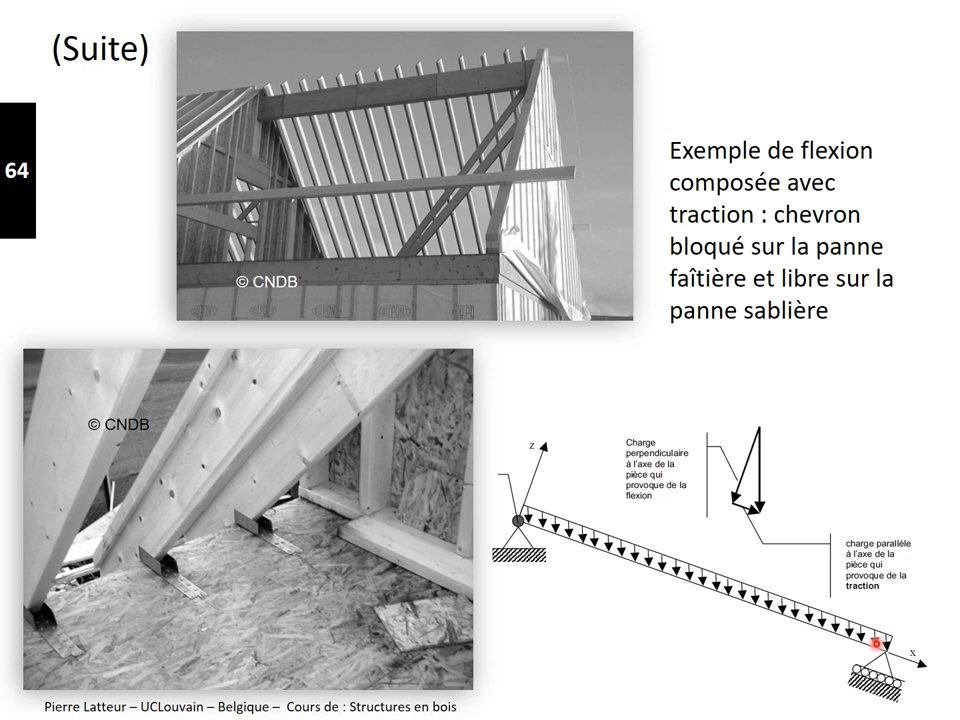 (Suite)
64
© CNDB
Exemple de flexion
composée avec
traction : chevron
bloqué sur la panne
faîtière et libre sur la
panne sablière
© CNDB
Charge
perpendiculaire
à l'axe de la
pièce qui
provoque de la
flexion
z
charge parallèle
à l'axe de la
pièce qui
provoque de la
traction
x
Pierre Latteur – UCLouvain – Belgique – Cours de : Structures en bois